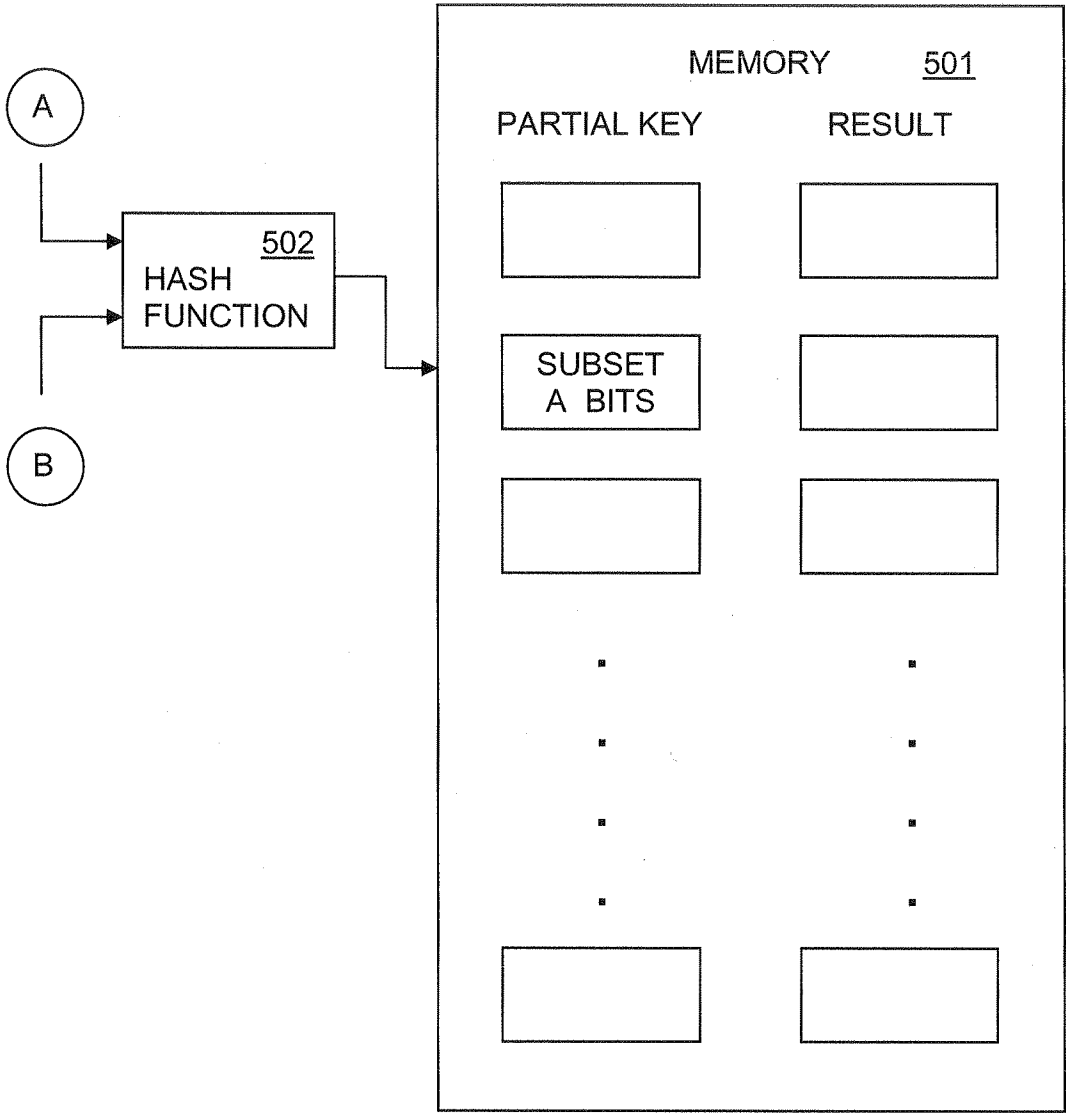 MEMORY 501
PARTIAL KEY RESULT
A
502
HASH
FUNCTION
SUBSET
A BITS
B